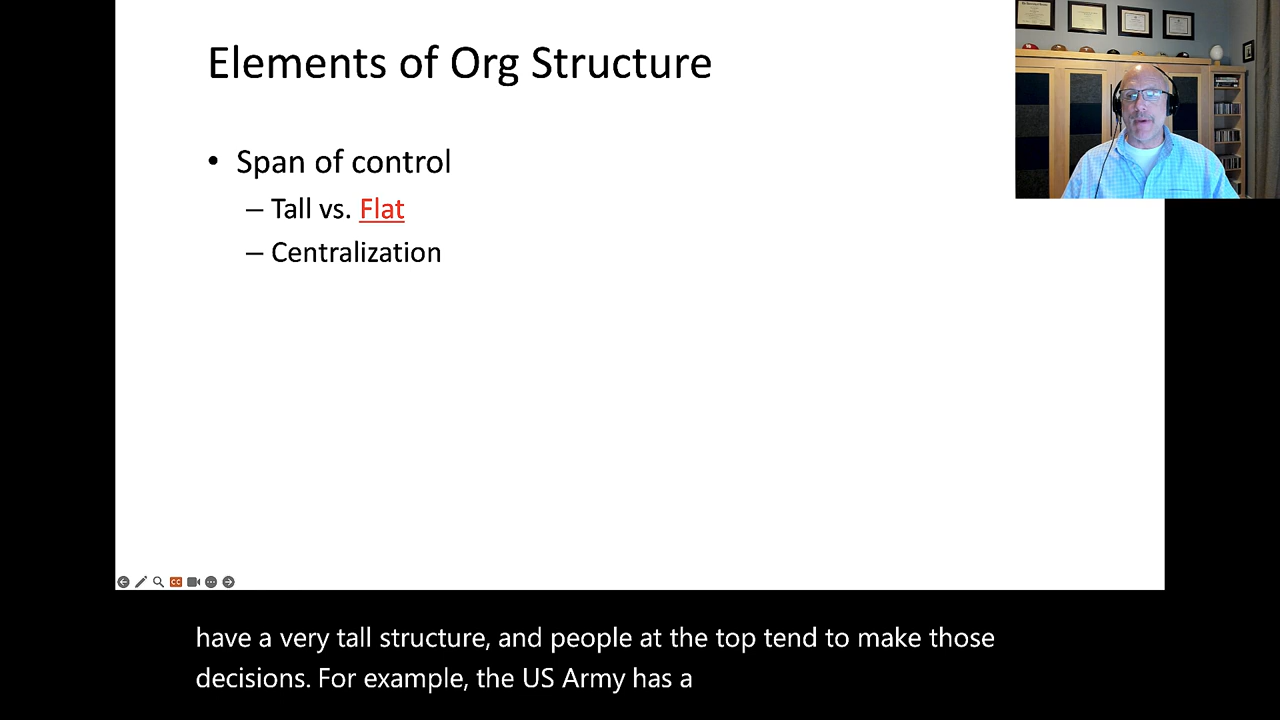 Elements of Org Structure
• Span of control
– Tall vs. Flat
– Centralization
CC
have a very tall structure, and people at the top tend to make those
decisions. For example, the US Army has a